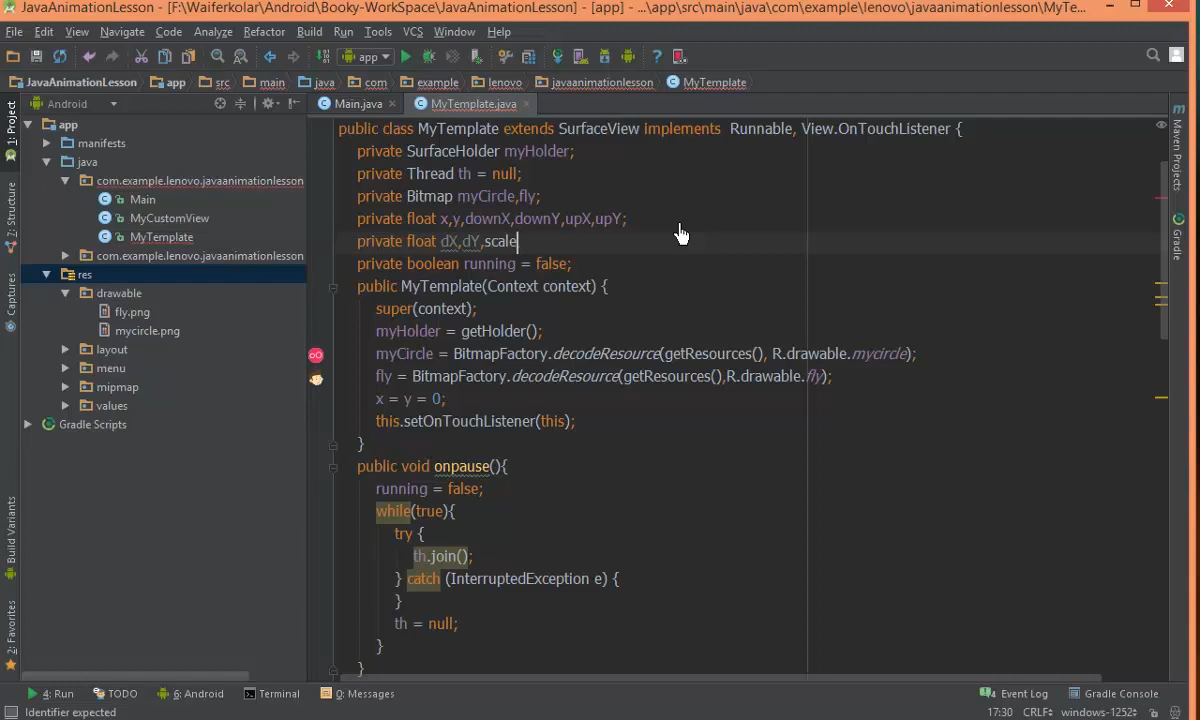 JavaAnimationLesson - [F:\Waiferkolar\Android\Booky-WorkSpace\JavaAnimationLesson] - [app] - ...\app\src\main\java\com\example\lenovo\javaanimationlesson\MyTe...
File Edit View Navigate Code Analyze Refactor Build Run Tools VCS Window Help
app
JavaAnimationLesson app src main java com example lenovo javaanimationlesson MyTemplate
Android
Main.java MyTemplate.java
1: Project
2: Structure
Captures
Build Variants
2: Favorites
app
manifests
java
com.example.lenovo.javaanimationlesson
Main
MyCustomView
MyTemplate
com.example.lenovo.javaanimationlesson
res
drawable
fly.png
mycircle.png
layout
menu
mipmap
values
Gradle Scripts
public class MyTemplate extends SurfaceView implements Runnable, View.OnTouchListener {
private SurfaceHolder myHolder;
private Thread th = null;
private Bitmap myCircle,fly;
private float x,y,downX,downY,upX,upY;
private float dX,dY,scale
private boolean running = false;
public MyTemplate(Context context) {
super(context);
myHolder = getHolder();
myCircle = BitmapFactory.decodeResource(getResources(), R.drawable.mycircle);
fly = BitmapFactory.decodeResource(getResources(),R.drawable.fly);
x = y = 0;
this.setOnTouchListener(this);
}
public void onpause(){
running = false;
while(true){
try {
th.join();
} catch (InterruptedException e) {
}
th = null;
}
}
Maven Projects
Gradle
4: Run TODO 6: Android Terminal 0: Messages Event Log Gradle Console
Identifier expected 17:30 CRLF windows-1252